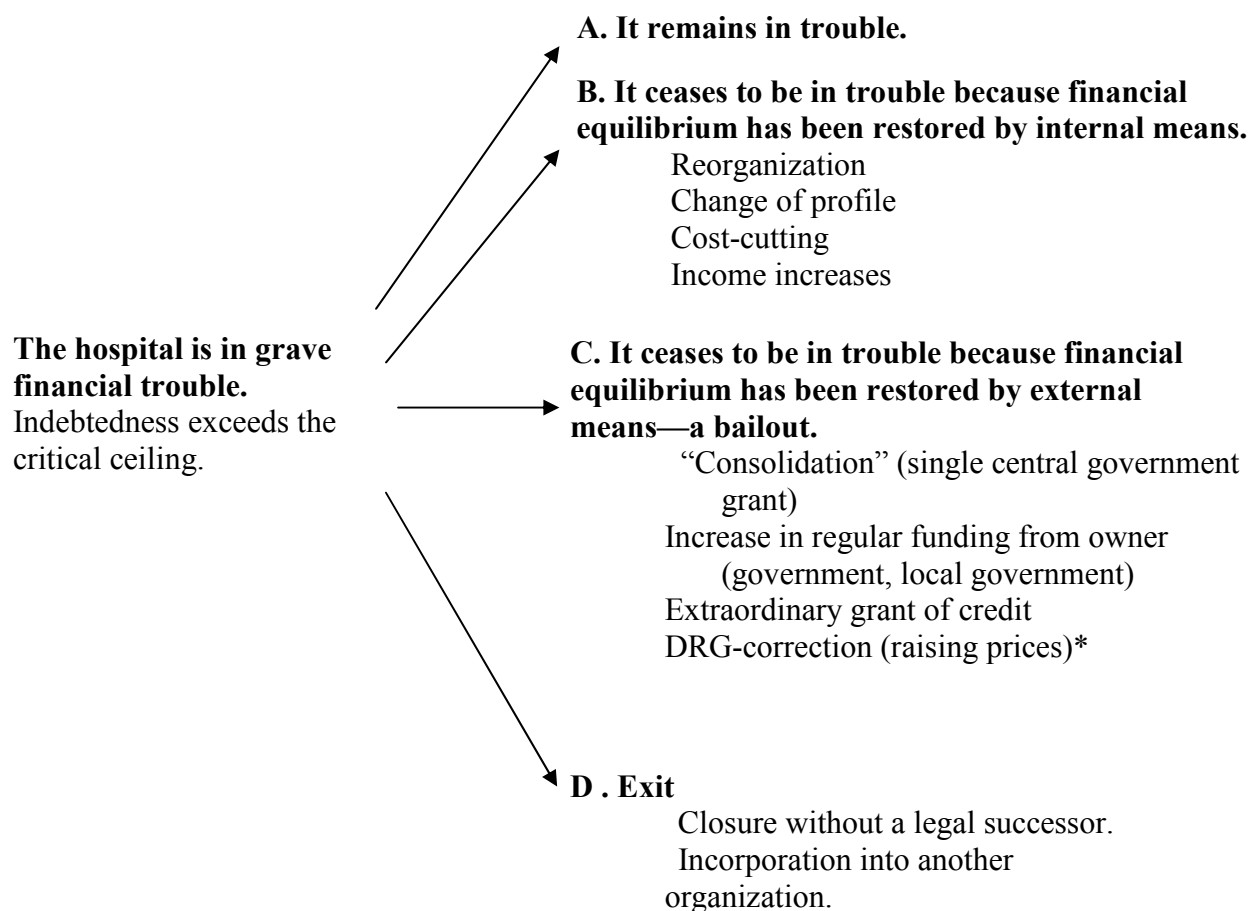 The hospital is in grave
financial trouble.
Indebtedness exceeds the
critical ceiling.
A. It remains in trouble.
B. It ceases to be in trouble because financial
equilibrium has been restored by internal means.
Reorganization
Change of profile
Cost-cutting
Income increases
C. It ceases to be in trouble because financial
equilibrium has been restored by external
means—a bailout.
“Consolidation” (single central government
grant)
Increase in regular funding from owner
(government, local government)
Extraordinary grant of credit
DRG-correction (raising prices)*
D . Exit
Closure without a legal successor.
Incorporation into another
organization.